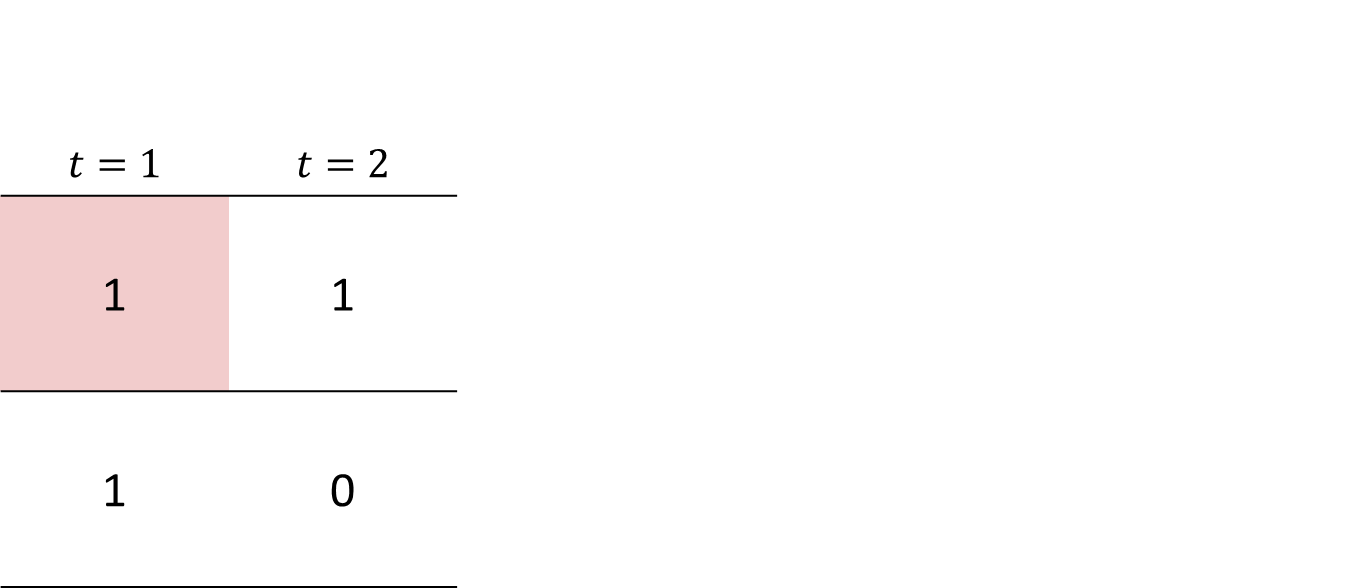 t = 1 t = 2
1 1
1 0